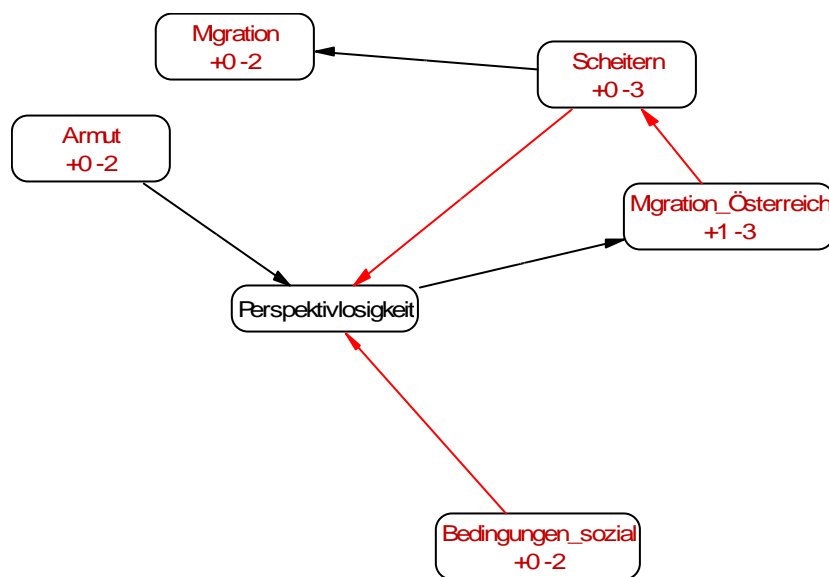 Mgration
+0 -2
Scheitern
+0 -3
Armut
+0 -2
Mgration_Österreich
+1 -3
Perspektivlosigkeit
Bedingungen_sozial
+0 -2